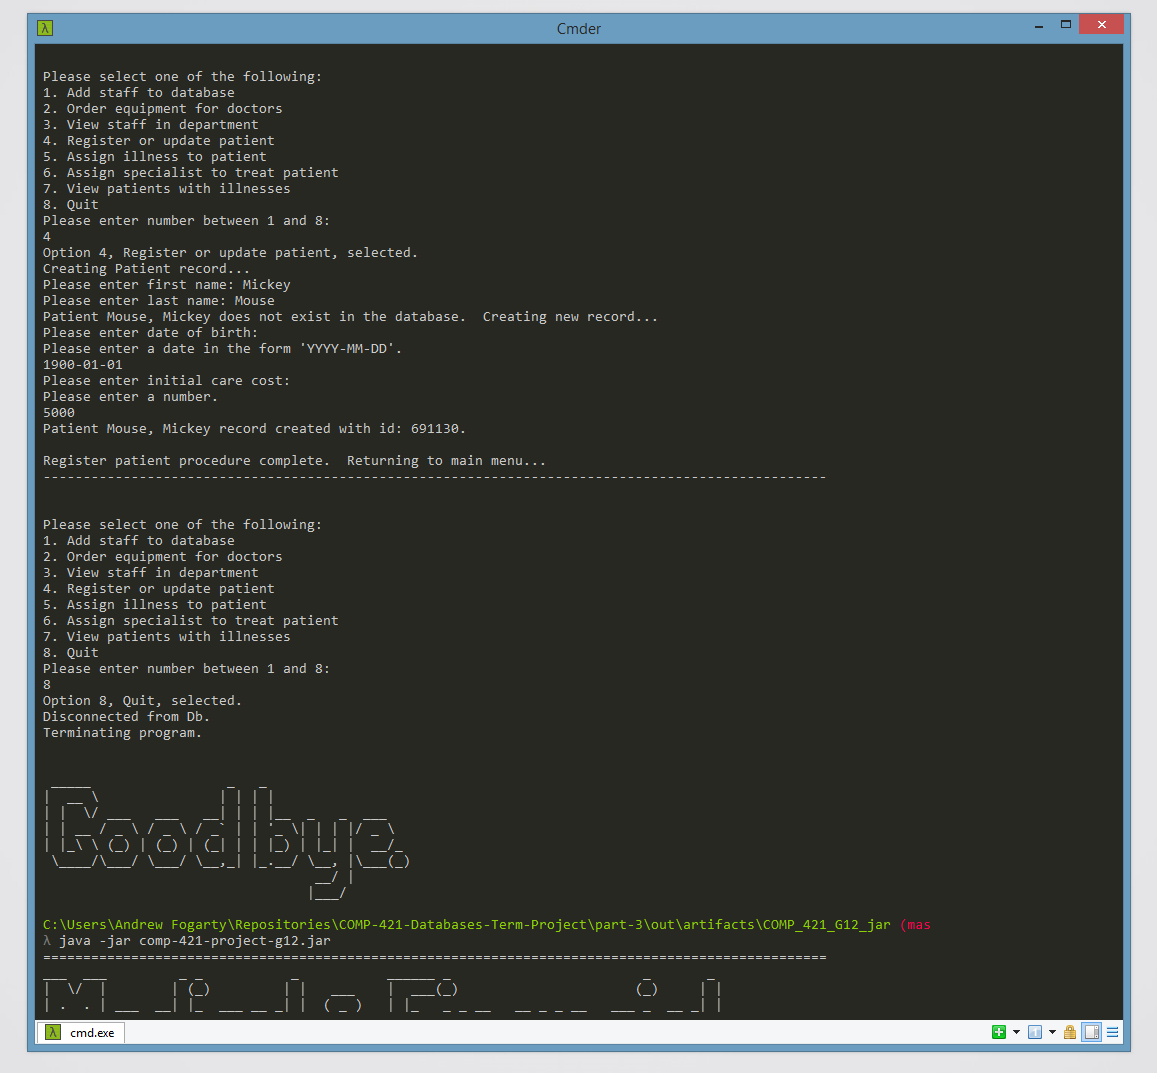 Cmder
Please select one of the following:
1. Add staff to database
2. Order equipment for doctors
3. View staff in department
4. Register or update patient
5. Assign illness to patient
6. Assign specialist to treat patient
7. View patients with illnesses
8. Quit
Please enter number between 1 and 8:
4
Option 4, Register or update patient, selected.
Creating Patient record...
Please enter first name: Mickey
Please enter last name: Mouse
Patient Mouse, Mickey does not exist in the database.  Creating new record...
Please enter date of birth:
Please enter a date in the form 'YYYY-MM-DD'.
1900-01-01
Please enter initial care cost:
Please enter a number.
5000
Patient Mouse, Mickey record created with id: 691130.
Register patient procedure complete.  Returning to main menu...
--------------------------------------------------------------------------------------------------
Please select one of the following:
1. Add staff to database
2. Order equipment for doctors
3. View staff in department
4. Register or update patient
5. Assign illness to patient
6. Assign specialist to treat patient
7. View patients with illnesses
8. Quit
Please enter number between 1 and 8:
8
Option 8, Quit, selected.
Disconnected from Db.
Terminating program.
Goodbye.
C:\Users\Andrew Fogarty\Repositories\COMP-421-Databases-Term-Project\part-3\out\artifacts\COMP_421_G12_jar (mas
λ java -jar comp-421-project-g12.jar
==================================================================================================
cmd.exe